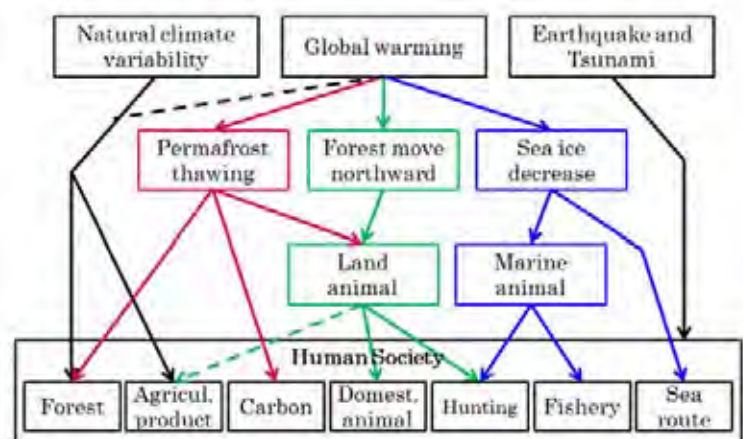 Natural climate
variability
Global warming
Earthquake and
Tsunami
Permafrost
thawing
Forest move
northward
Sea ice
decrease
Land
animal
Marine
animal
Human Society
Forest
Agricul.
product
Carbon
Domest.
animal
Hunting
Fishery
Sea
route